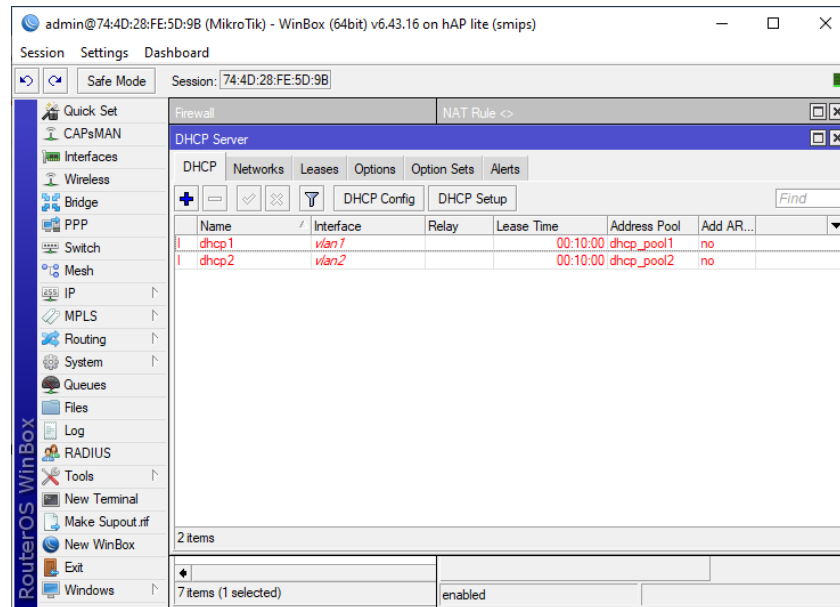 admin@74:4D:28:FE:5D:9B (MikroTik) - WinBox (64bit) v6.43.16 on hAP lite (smips)
Session Settings Dashboard
Safe Mode Session: 74:4D:28:FE:5D:9B
Quick Set
CAPsMAN
Interfaces
Wireless
Bridge
PPP
Switch
Mesh
IP
MPLS
Routing
System
Queues
Files
Log
RADIUS
Tools
New Terminal
Make Supout.rif
New WinBox
Exit
Windows
RouterOS WinBox
Firewall NAT Rule <>
DHCP Server
DHCP Networks Leases Options Option Sets Alerts
DHCP Config DHCP Setup Find
Name Interface Relay Lease Time Address Pool Add AR...
I dhcp1 vlan1 00:10:00 dhcp_pool1 no
I dhcp2 vlan2 00:10:00 dhcp_pool2 no
2 items
7 items (1 selected) enabled